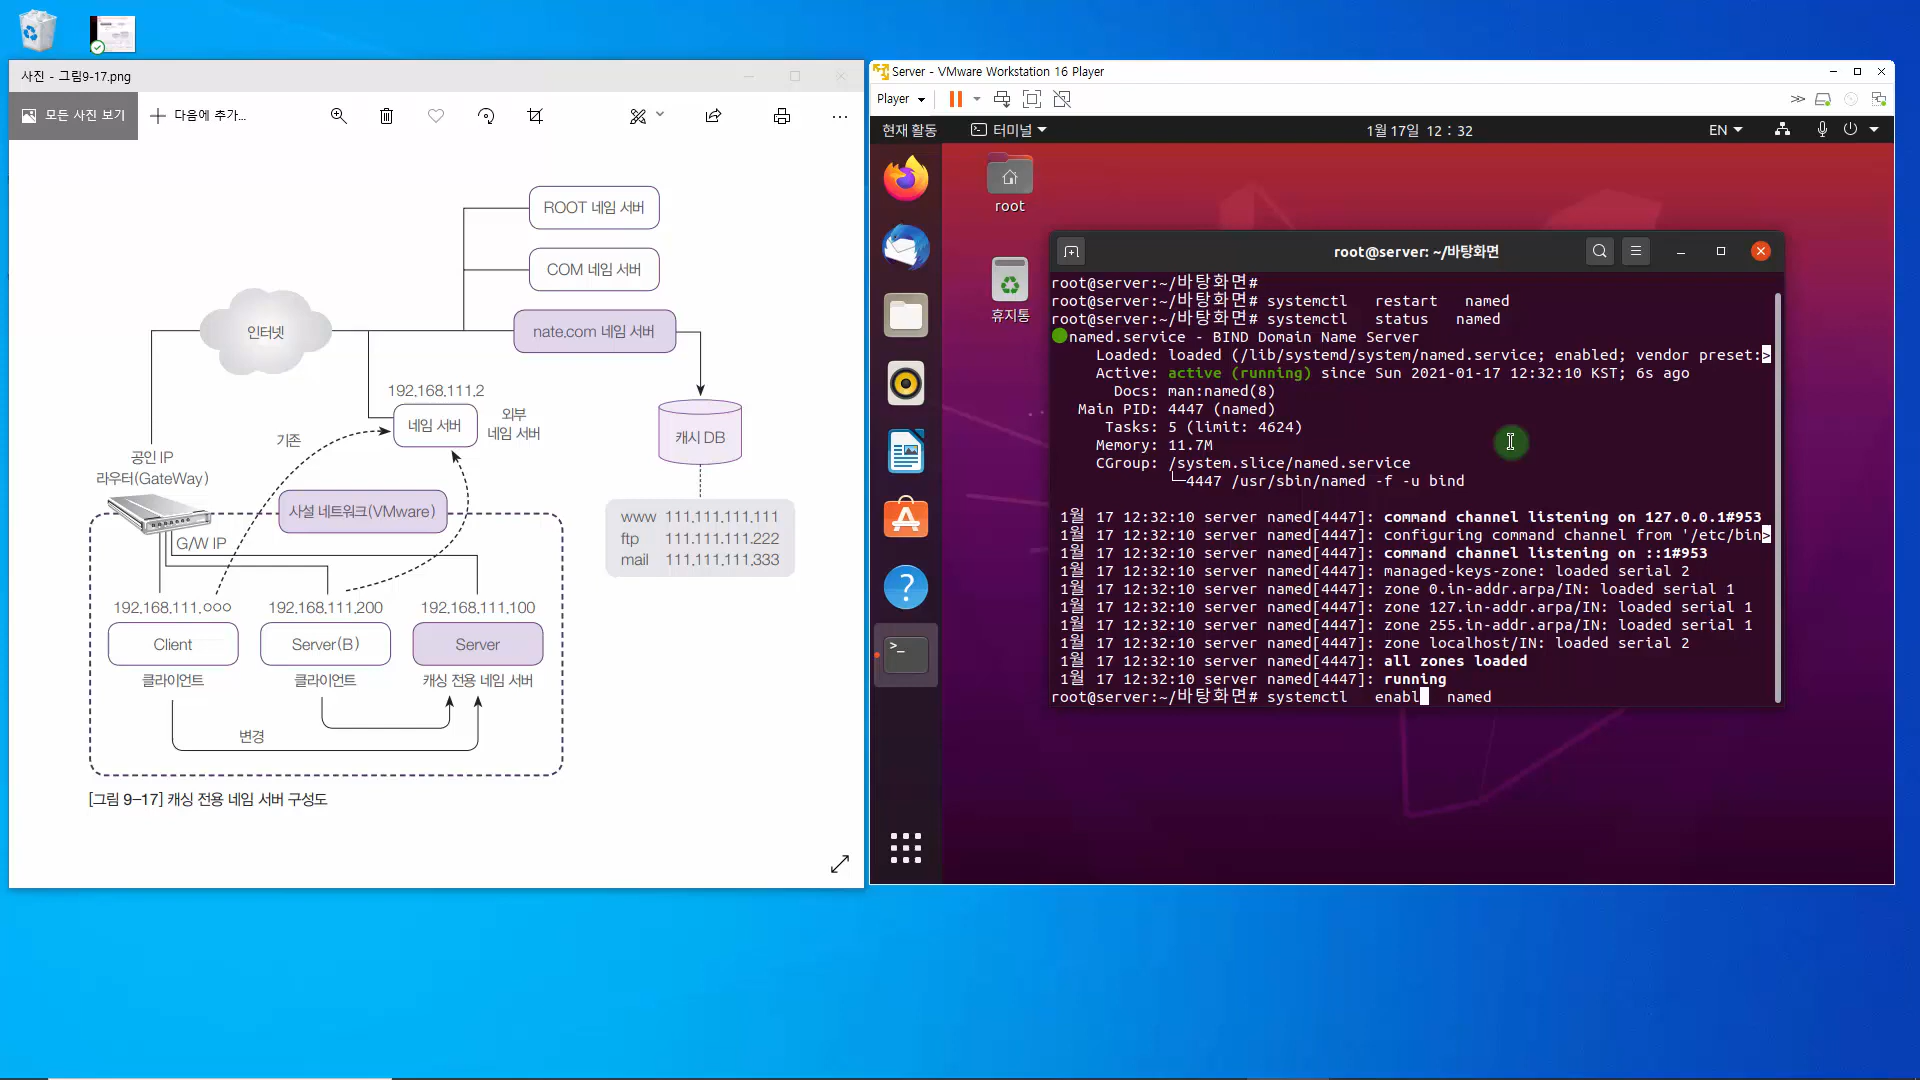 사진 - 그림9-17.png
모든 사진 보기
다음에 추가...
ROOT 네임 서버
COM 네임 서버
nate.com 네임 서버
인터넷
192.168.111.2
네임 서버
외부
네임 서버
캐시 DB
기존
공인 IP
라우터(GateWay)
사설 네트워크(VMware)
G/W IP
www 111.111.111.111
ftp 111.111.111.222
mail 111.111.111.333
192.168.111.○○○
192.168.111.200
192.168.111.100
Client
Server(B)
Server
클라이언트
클라이언트
캐싱 전용 네임 서버
변경
[그림 9-17] 캐싱 전용 네임 서버 구성도
Server - VMware Workstation 16 Player
Player
현재 활동
터미널
1월 17일 12 : 32
EN
root
휴지통
root@server: ~/바탕화면
root@server:~/바탕화면#
root@server:~/바탕화면# systemctl restart named
root@server:~/바탕화면# systemctl status named
named.service - BIND Domain Name Server
Loaded: loaded (/lib/systemd/system/named.service; enabled; vendor preset:>
Active: active (running) since Sun 2021-01-17 12:32:10 KST; 6s ago
Docs: man:named(8)
Main PID: 4447 (named)
Tasks: 5 (limit: 4624)
Memory: 11.7M
CGroup: /system.slice/named.service
└─4447 /usr/sbin/named -f -u bind
1월 17 12:32:10 server named[4447]: command channel listening on 127.0.0.1#953
1월 17 12:32:10 server named[4447]: configuring command channel from '/etc/bin>
1월 17 12:32:10 server named[4447]: command channel listening on ::1#953
1월 17 12:32:10 server named[4447]: managed-keys-zone: loaded serial 2
1월 17 12:32:10 server named[4447]: zone 0.in-addr.arpa/IN: loaded serial 1
1월 17 12:32:10 server named[4447]: zone 127.in-addr.arpa/IN: loaded serial 1
1월 17 12:32:10 server named[4447]: zone 255.in-addr.arpa/IN: loaded serial 1
1월 17 12:32:10 server named[4447]: zone localhost/IN: loaded serial 2
1월 17 12:32:10 server named[4447]: all zones loaded
1월 17 12:32:10 server named[4447]: running
root@server:~/바탕화면# systemctl enabl named